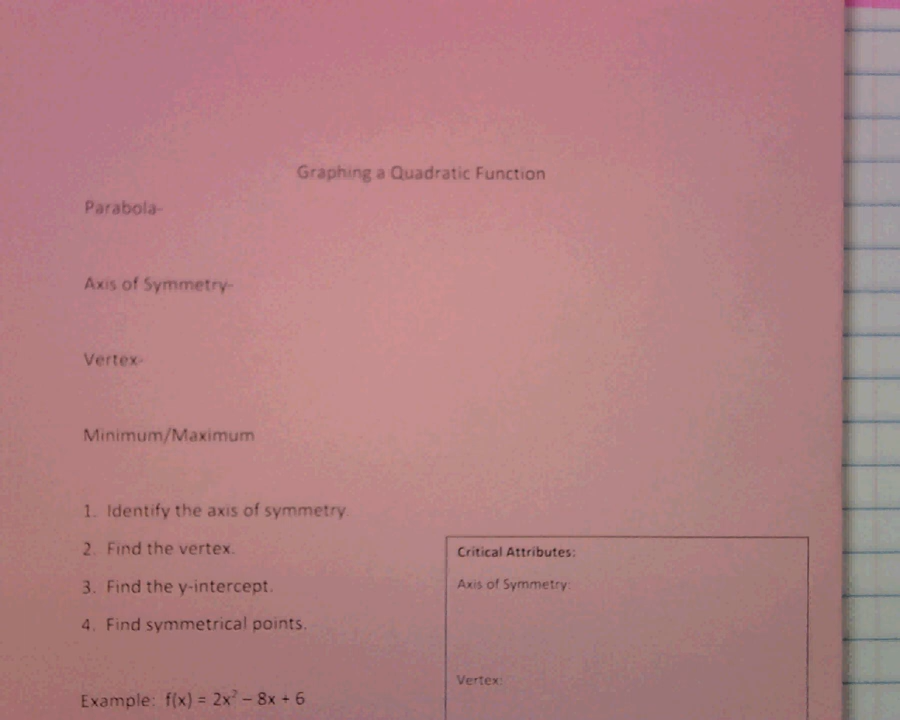 Graphing a Quadratic Function
Parabola-
Axis of Symmetry-
Vertex-
Minimum/Maximum
1. Identify the axis of symmetry.
2. Find the vertex.
3. Find the y-intercept.
4. Find symmetrical points.
Example: f(x) = 2x² – 8x + 6
Critical Attributes:
Axis of Symmetry:
Vertex: